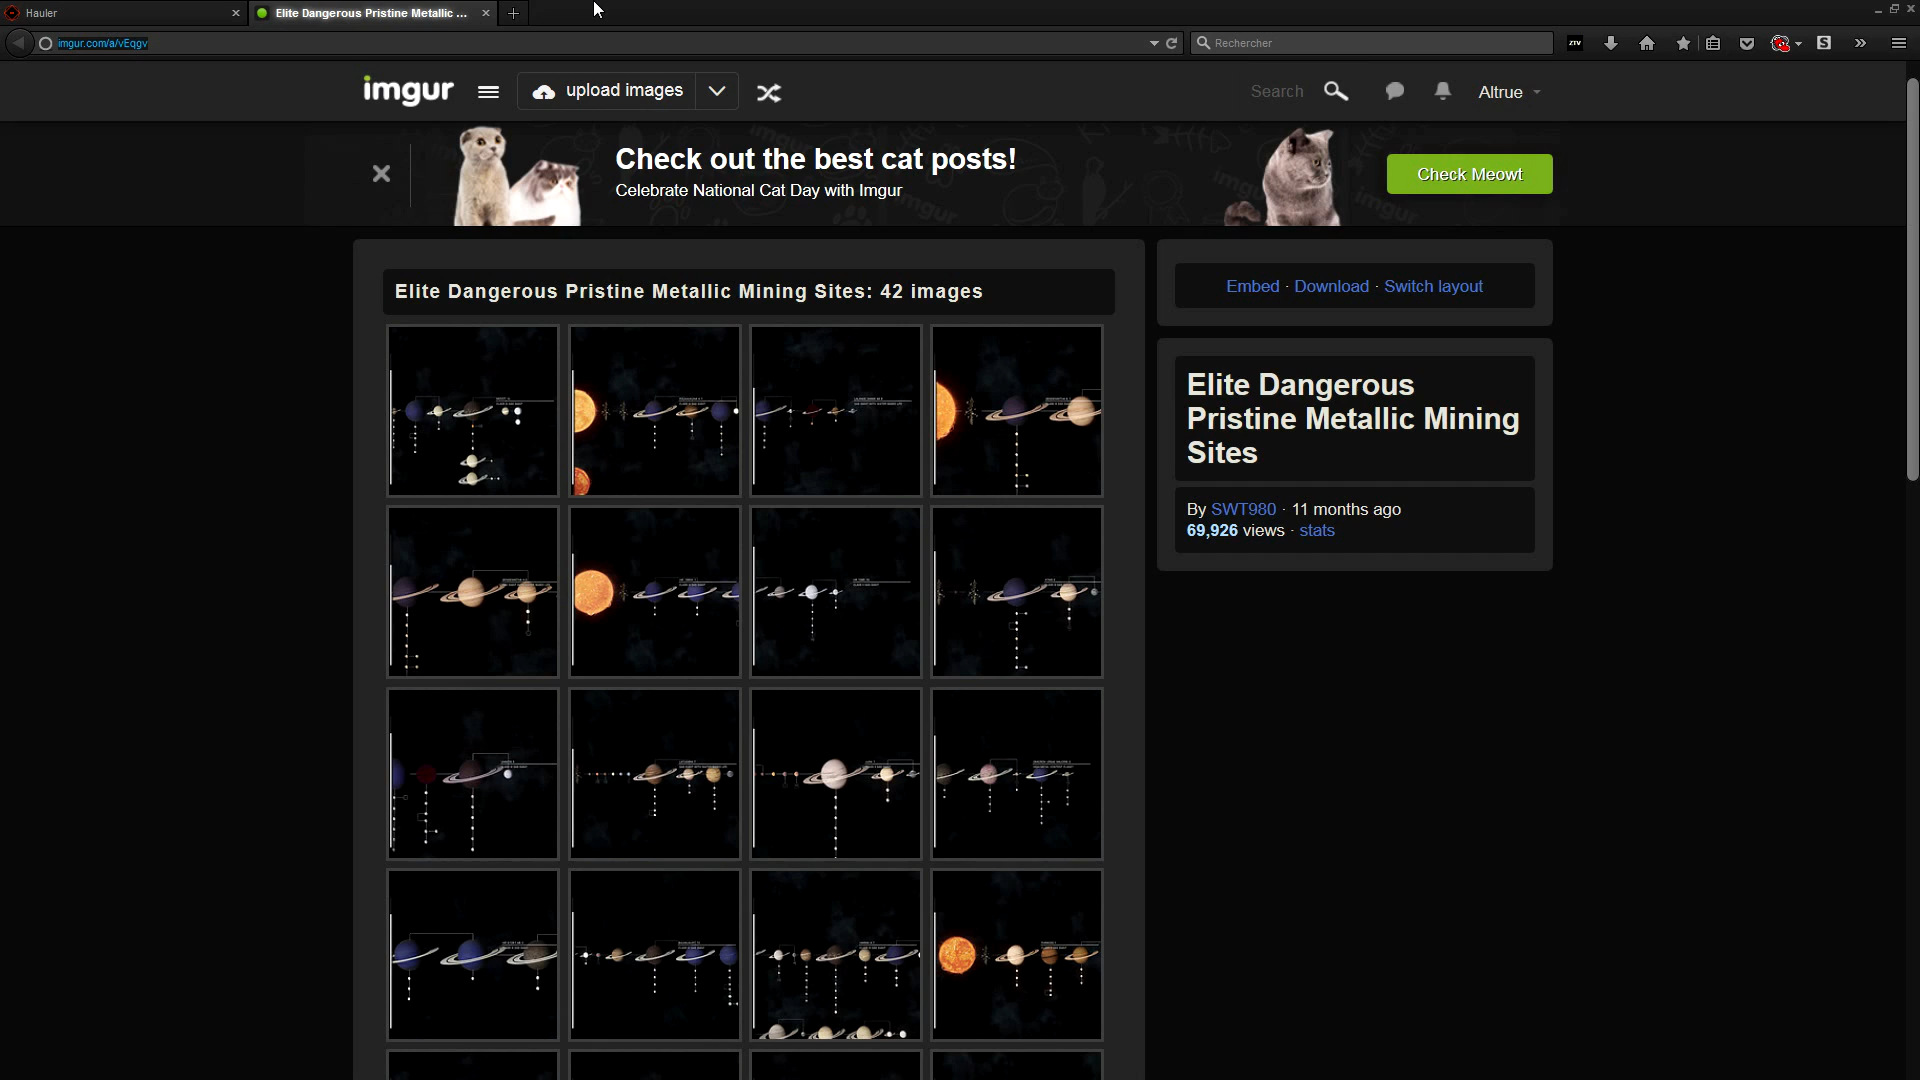 Hauler
Elite Dangerous Pristine Metallic ...
imgur.com/a/vEqgv
Rechercher
ZTV
S
imgur
upload images
Search
Altrue
Check out the best cat posts!
Celebrate National Cat Day with Imgur
Check Meowt
Elite Dangerous Pristine Metallic Mining Sites: 42 images
Embed · Download · Switch layout
Elite Dangerous
Pristine Metallic Mining
Sites
By SWT980 · 11 months ago
69,926 views · stats